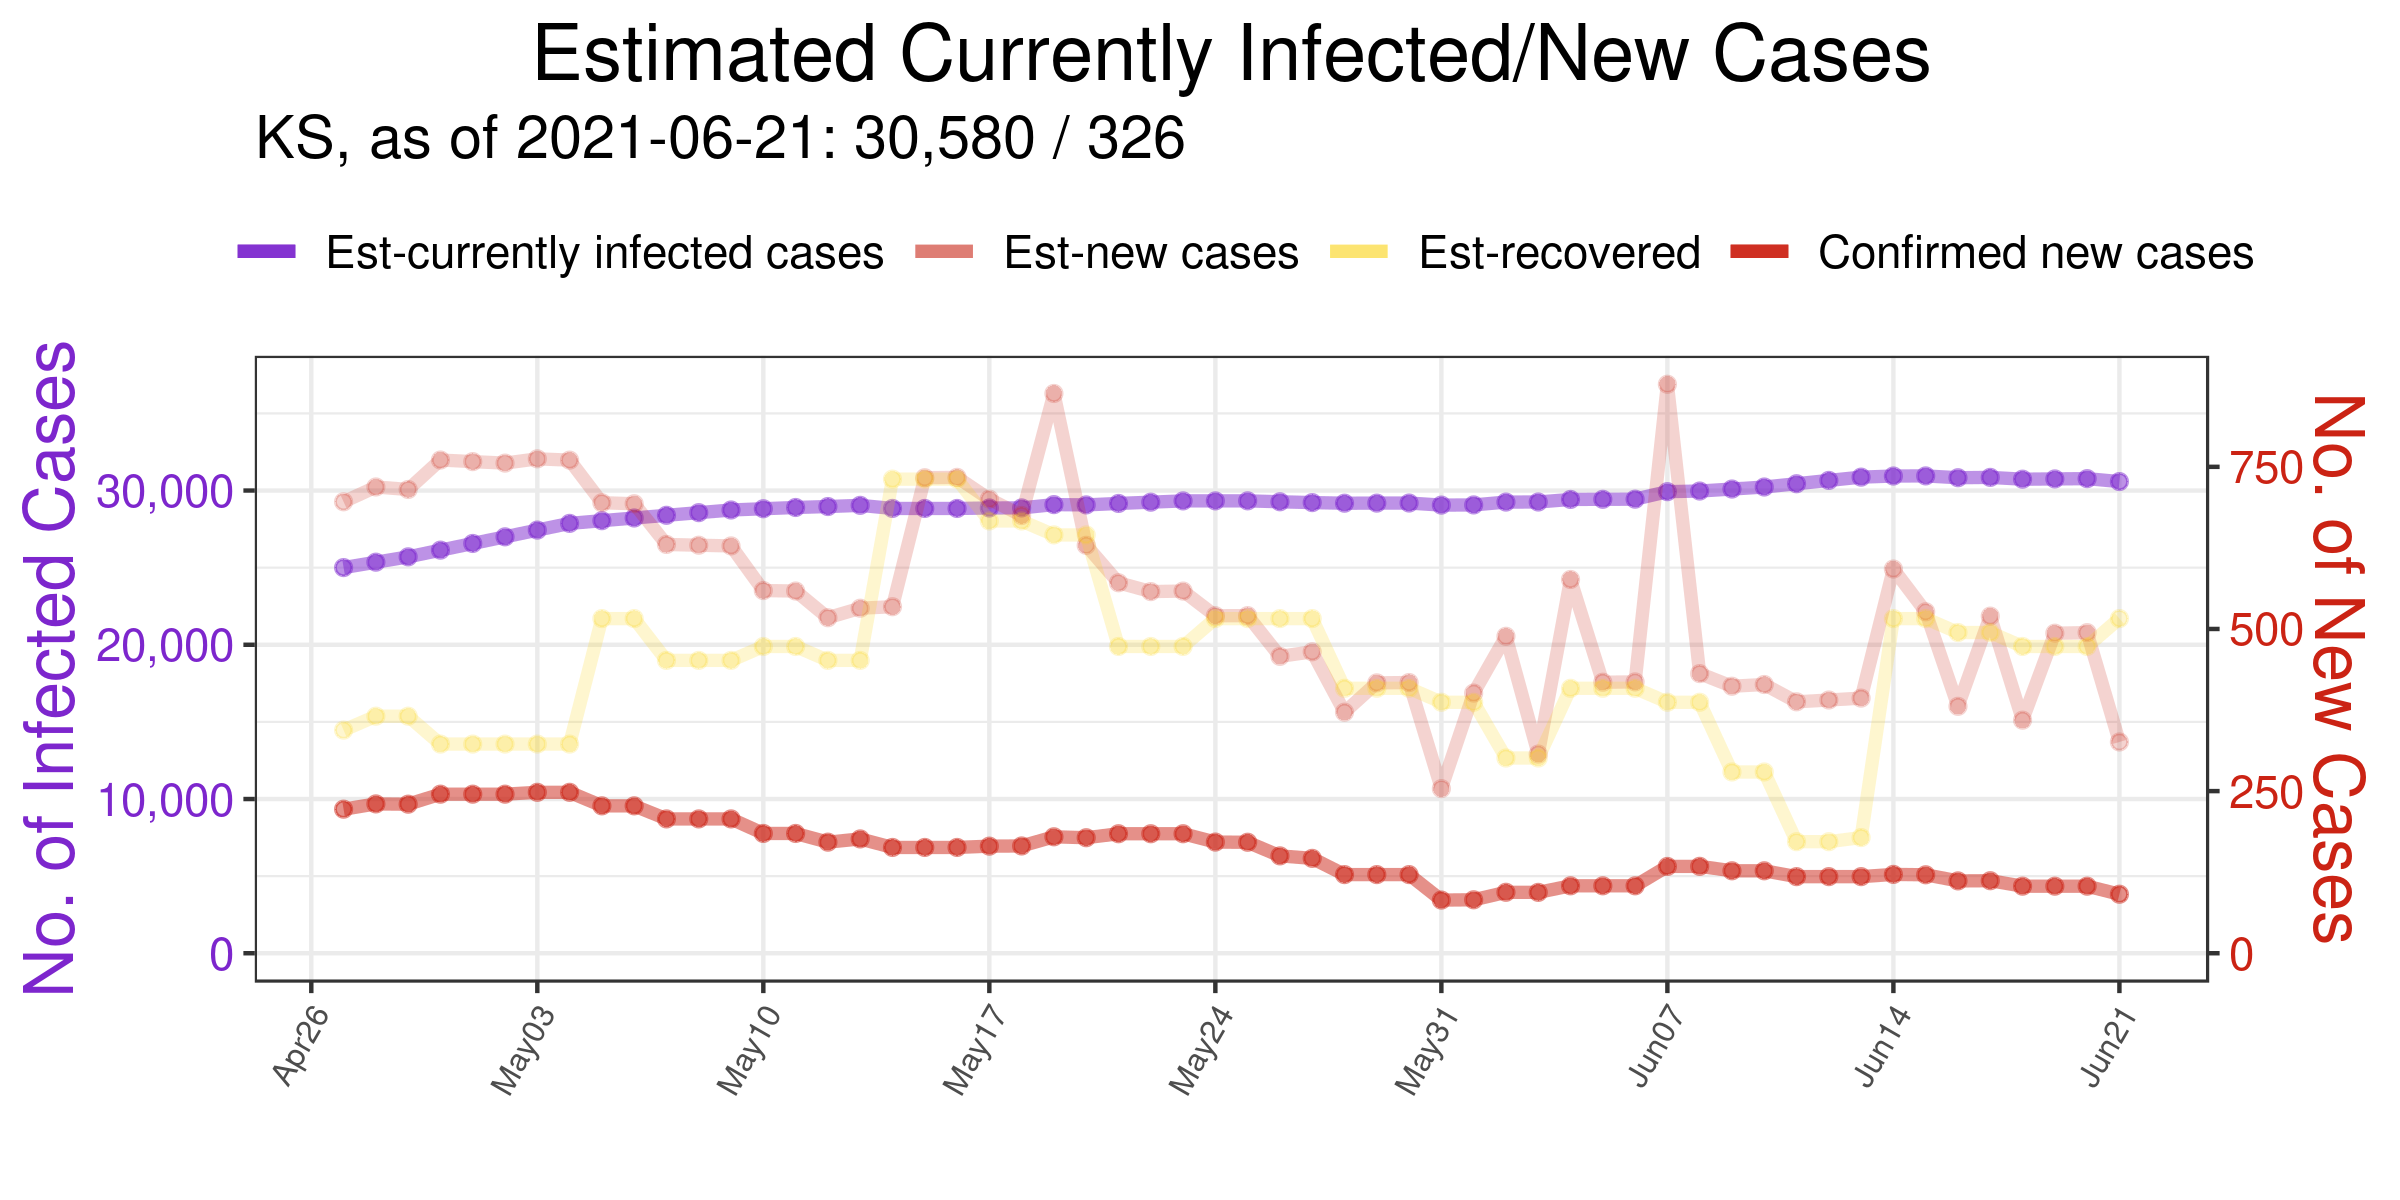 Estimated Currently Infected/New Cases
KS, as of 2021-06-21: 30,580 / 326
Est-currently infected cases Est-new cases Est-recovered Confirmed new cases
No. of Infected Cases
30,000
20,000
10,000
0
No. of New Cases
750
500
250
0
Apr26 May03 May10 May17 May24 May31 Jun07 Jun14 Jun21